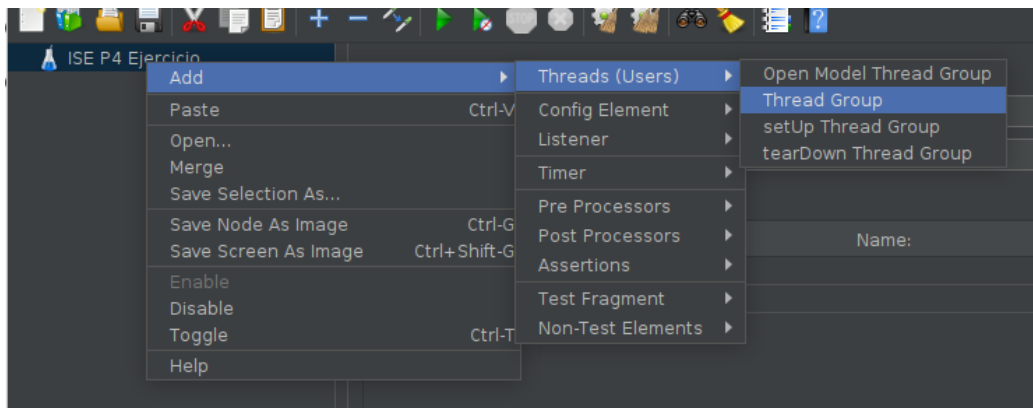 STOP
ISE P4 Ejercicio
Add
Paste Ctrl-V
Open...
Merge
Save Selection As...
Save Node As Image Ctrl-G
Save Screen As Image Ctrl+Shift-G
Enable
Disable
Toggle Ctrl-T
Help
Threads (Users)
Config Element
Listener
Timer
Pre Processors
Post Processors
Assertions
Test Fragment
Non-Test Elements
Open Model Thread Group
Thread Group
setUp Thread Group
tearDown Thread Group
Name: